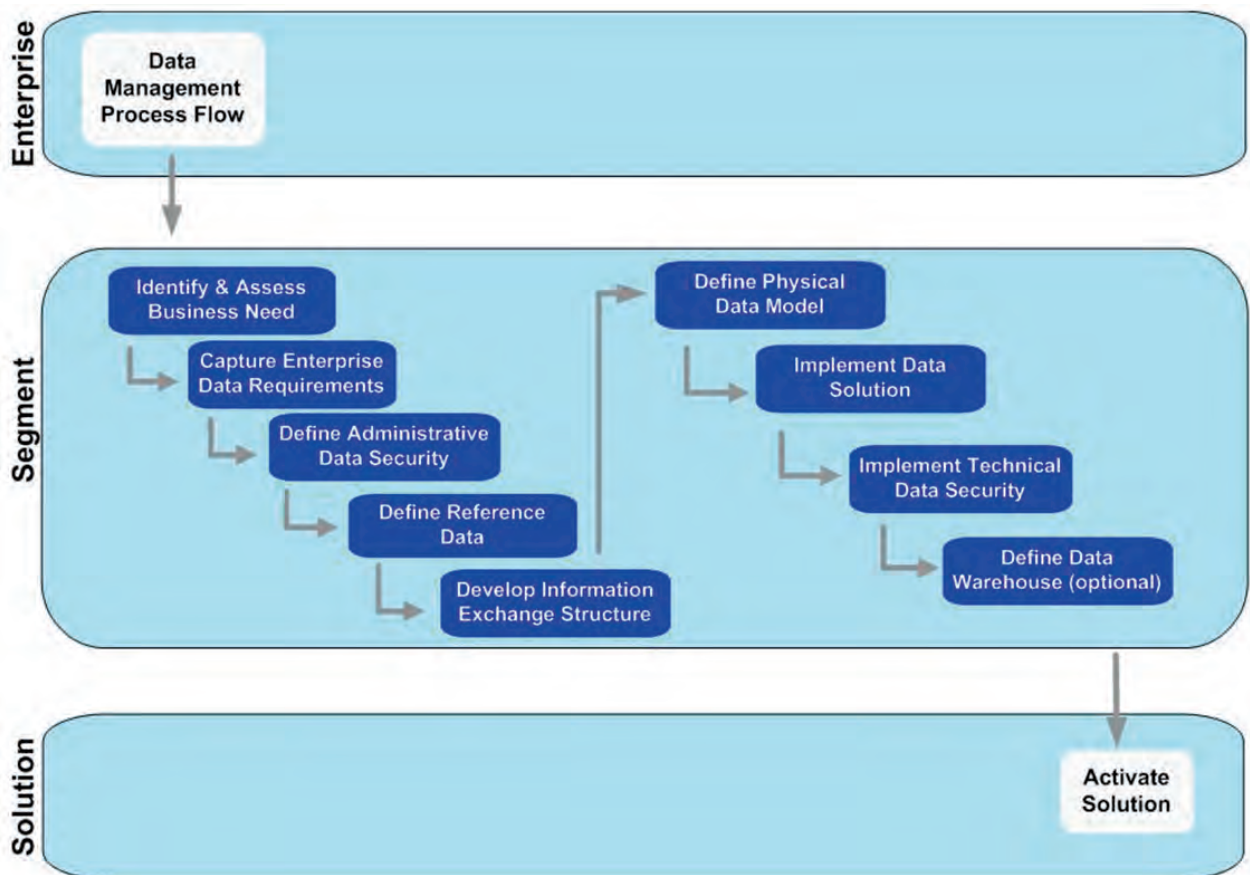 Enterprise
Data
Management
Process Flow
Segment
Identify & Assess
Business Need
Capture Enterprise
Data Requirements
Define Administrative
Data Security
Define Reference
Data
Develop Information
Exchange Structure
Define Physical
Data Model
Implement Data
Solution
Implement Technical
Data Security
Define Data
Warehouse (optional)
Solution
Activate
Solution